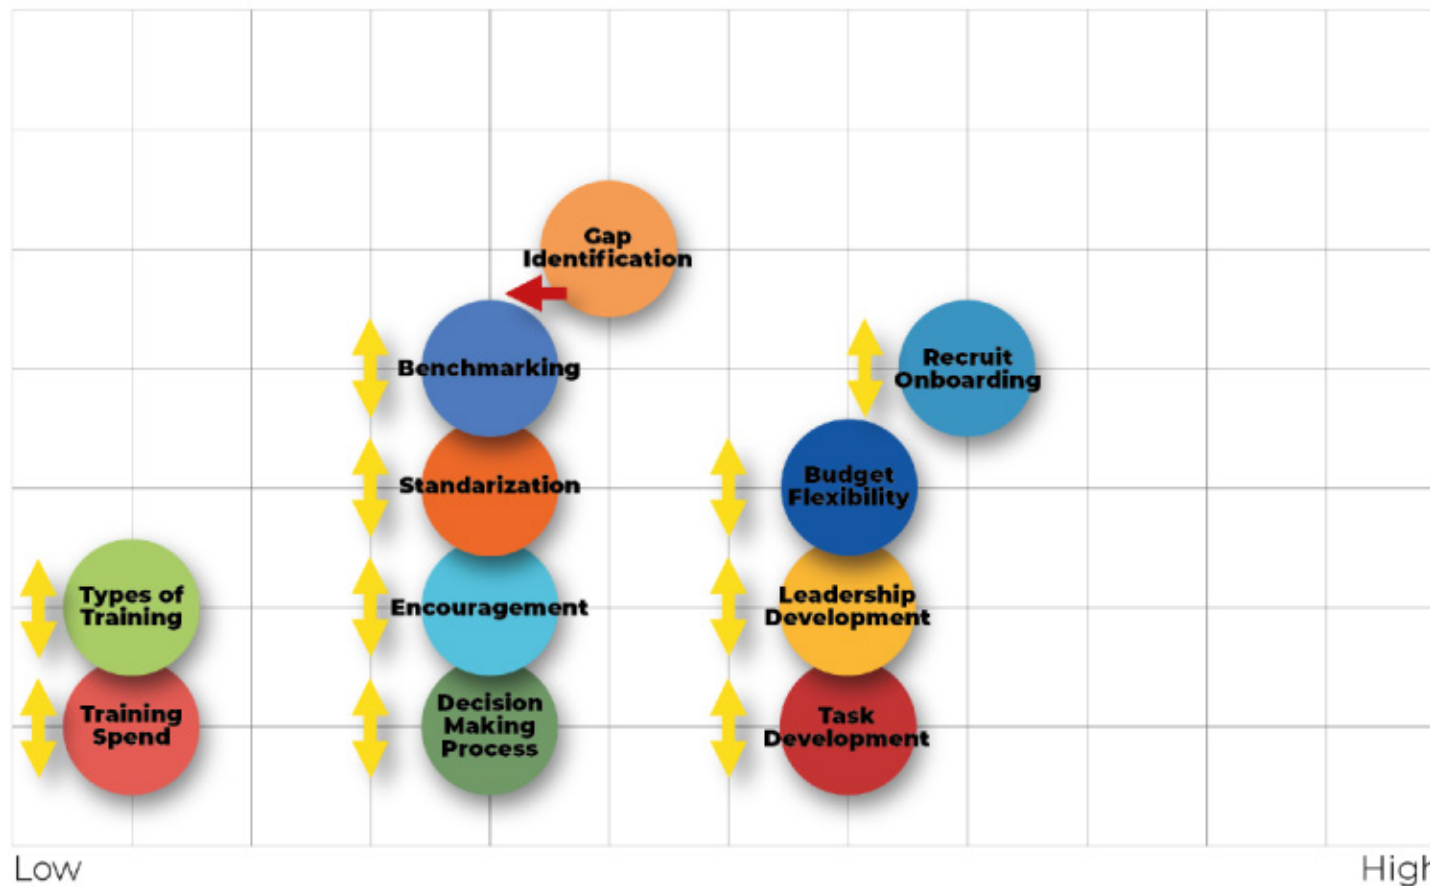 Gap
Identification
Benchmarking
Recruit
Onboarding
Standarization
Budget
Flexibility
Types of
Training
Encouragement
Leadership
Development
Training
Spend
Decision
Making
Process
Task
Development
Low
High